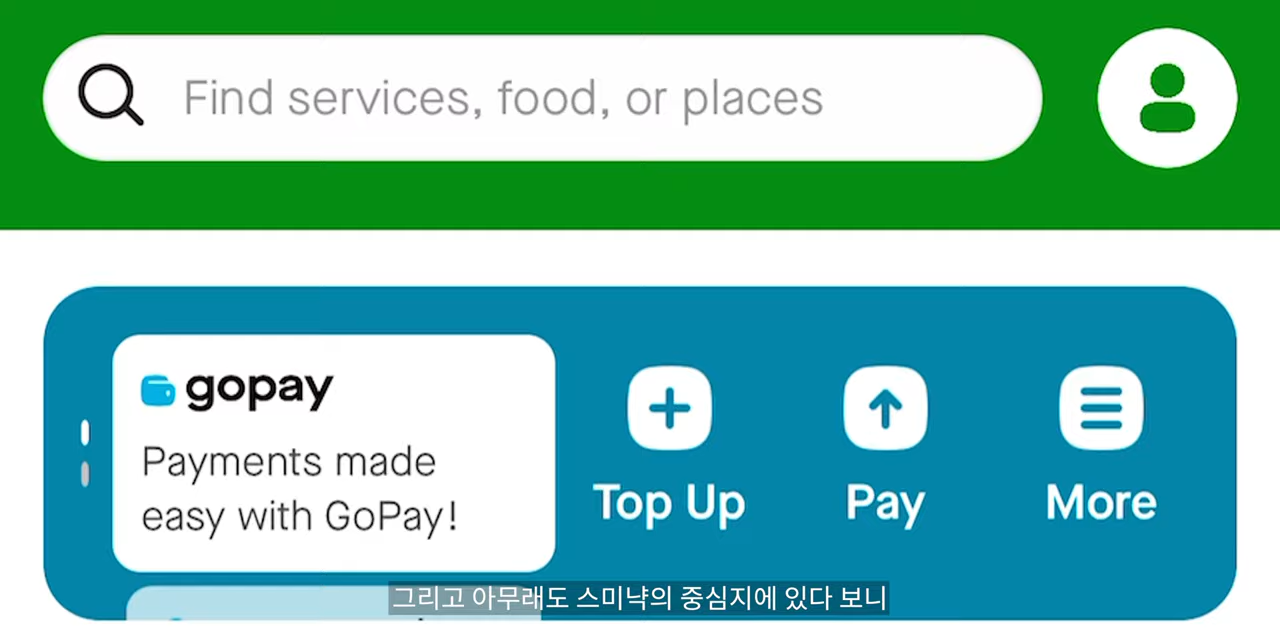 Find services, food, or places
gopay
Payments made
easy with GoPay!
Top Up
Pay
More
그리고 아무래도 스미냑의 중심지에 있다 보니